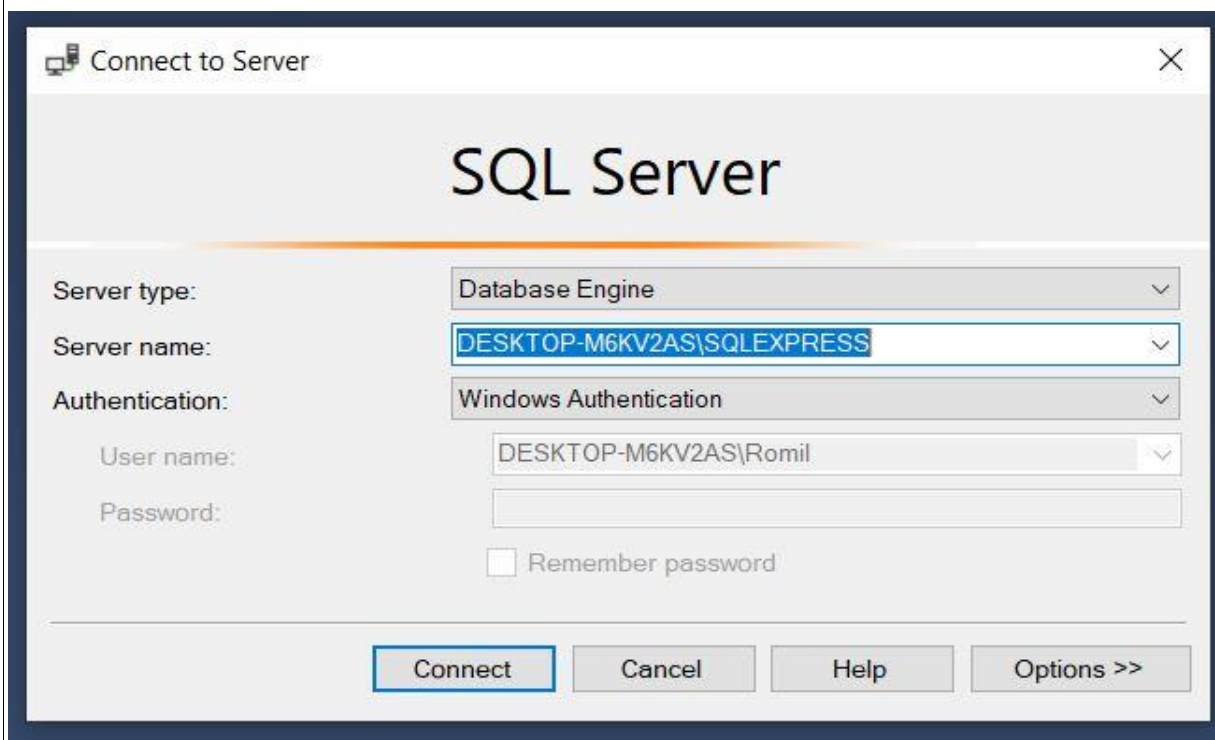 Connect to Server
SQL Server
Server type: Database Engine
Server name: DESKTOP-M6KV2AS\SQLEXPRESS
Authentication: Windows Authentication
User name: DESKTOP-M6KV2AS\Romil
Password:
Remember password
Connect Cancel Help Options >>